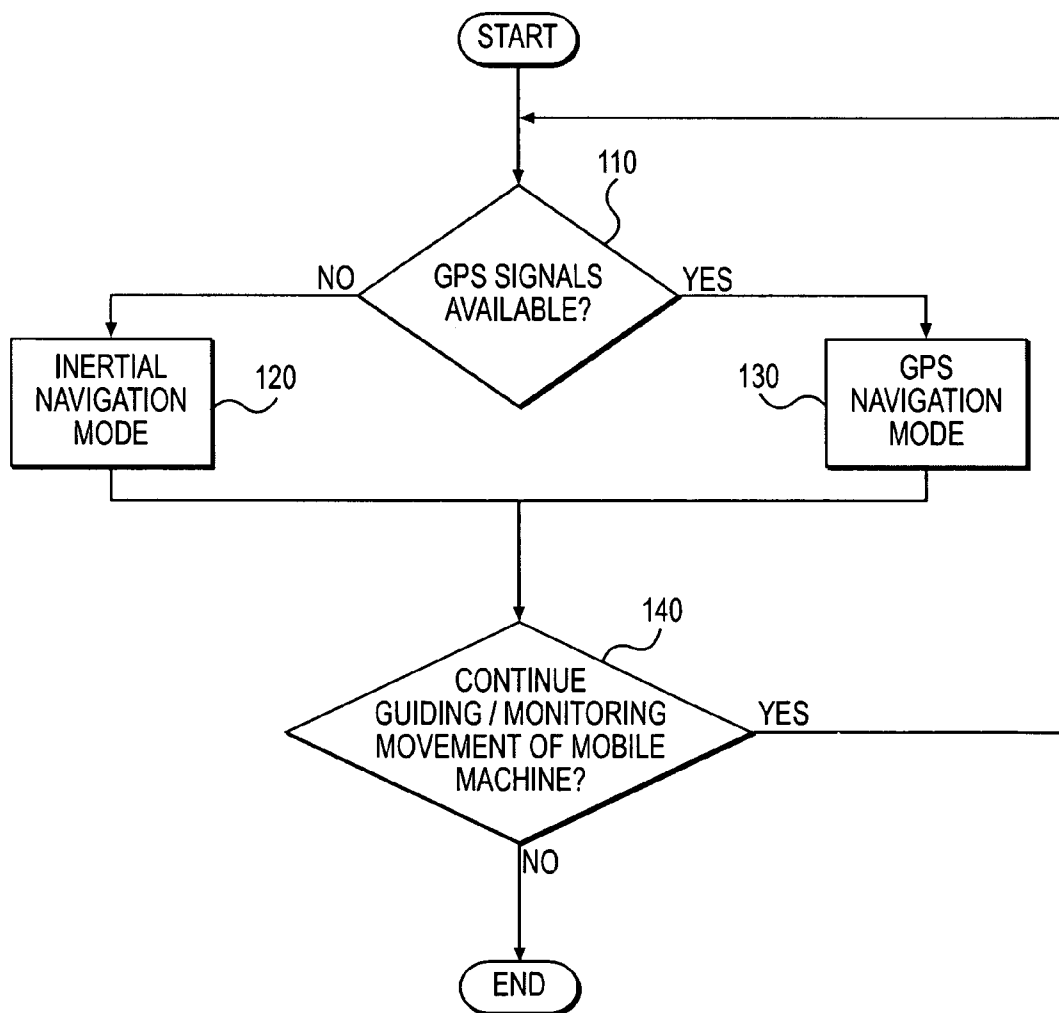 START
110
GPS SIGNALS
AVAILABLE?
NO
YES
INERTIAL
NAVIGATION
MODE
120
130
GPS
NAVIGATION
MODE
140
CONTINUE
GUIDING / MONITORING
MOVEMENT OF MOBILE
MACHINE?
YES
NO
END